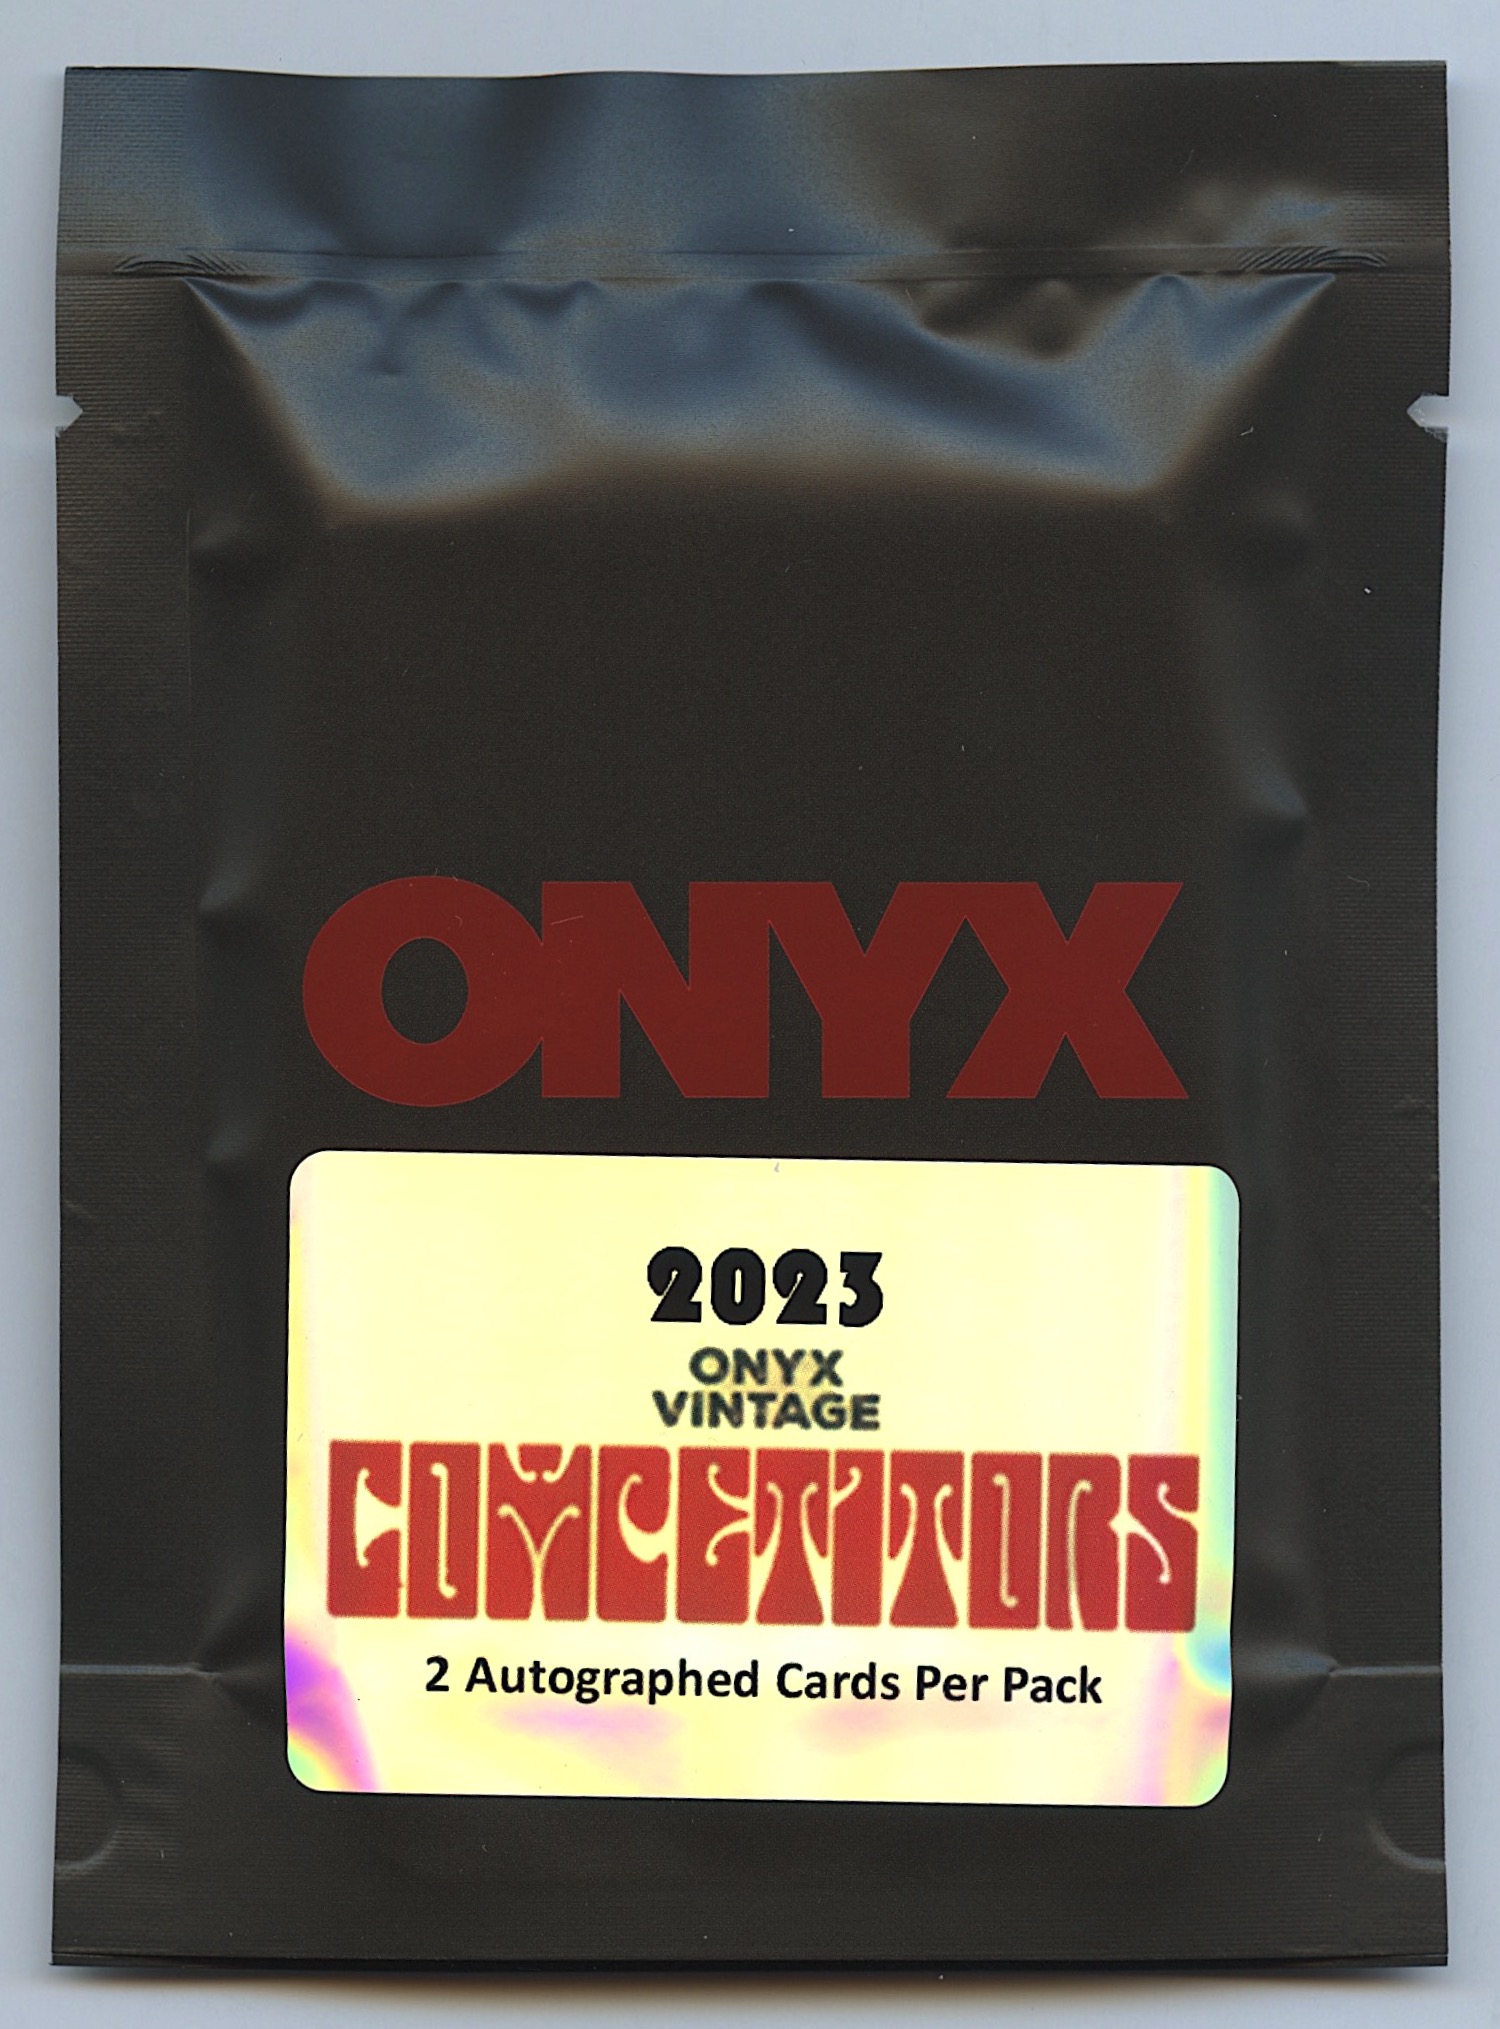 ONYX
2023
ONYX
VINTAGE
COMPETITORS
2 Autographed Cards Per Pack